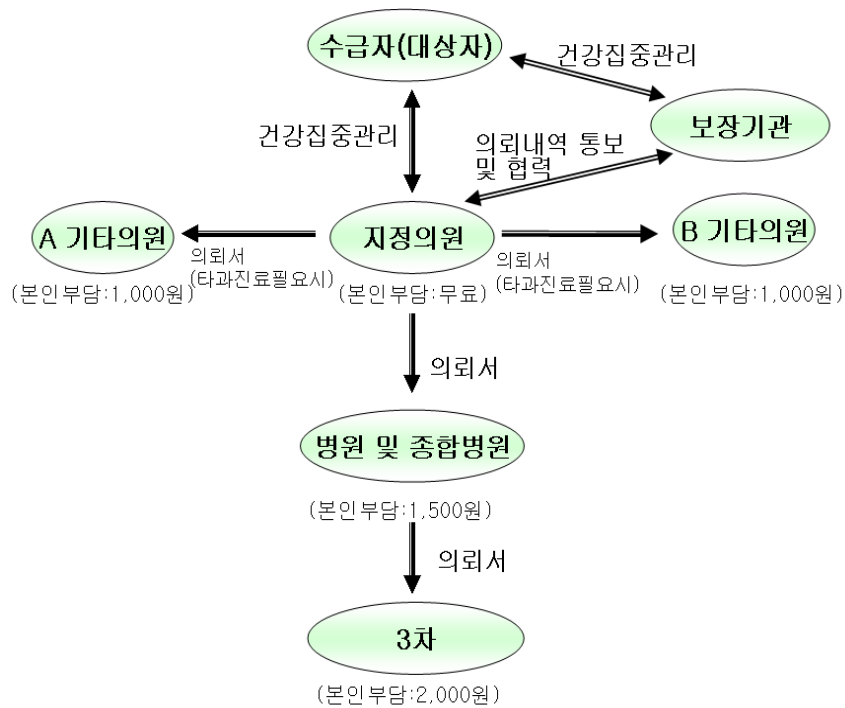 수급자(대상자)
건강집중관리
보장기관
건강집중관리
의뢰내역 통보
및 협력
A 기타의원
지정의원
B 기타의원
의뢰서
(타과진료필요시)
의뢰서
(타과진료필요시)
(본인부담:1,000원)
(본인부담:무료)
(본인부담:1,000원)
의뢰서
병원 및 종합병원
(본인부담:1,500원)
의뢰서
3차
(본인부담:2,000원)